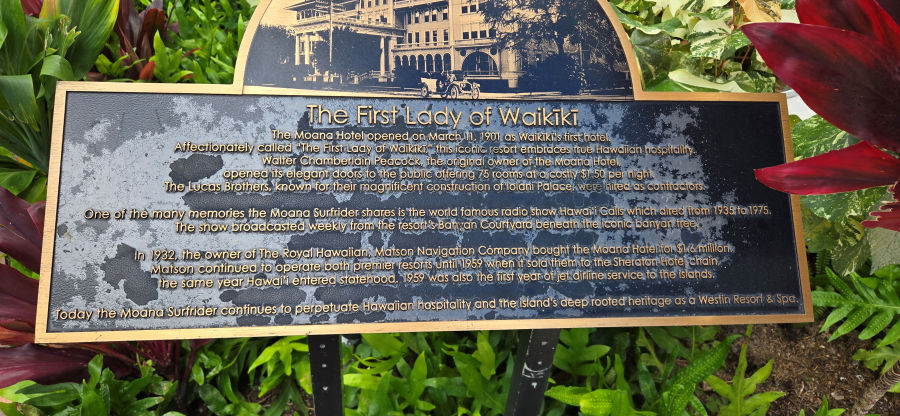 The First Lady of Waikīkī
The Moana Hotel opened on March 11, 1901 as Waikīkī's first hotel.
Affectionately called "The First Lady of Waikīkī," this iconic resort embraces true Hawaiian hospitality.
Walter Chamberlain Peacock, the original owner of the Moana Hotel,
opened its elegant doors to the public offering 75 rooms at a costly $1.50 per night.
The Lucas Brothers, known for their magnificent construction of Iolani Palace, were hired as contractors.
One of the many memories the Moana Surfrider shares is the world famous radio show Hawai'i Calls which aired from 1935 to 1975.
The show broadcasted weekly from the resort's Banyan Courtyard beneath the iconic banyan tree.
In 1932, the owner of The Royal Hawaiian, Matson Navigation Company bought the Moana Hotel for $1.6 million.
Matson continued to operate both premier resorts until 1959 when it sold them to the Sheraton Hotel chain,
the same year Hawai'i entered statehood. 1959 was also the first year of jet airline service to the islands.
Today the Moana Surfrider continues to perpetuate Hawaiian hospitality and the island's deep rooted heritage as a Westin Resort & Spa.